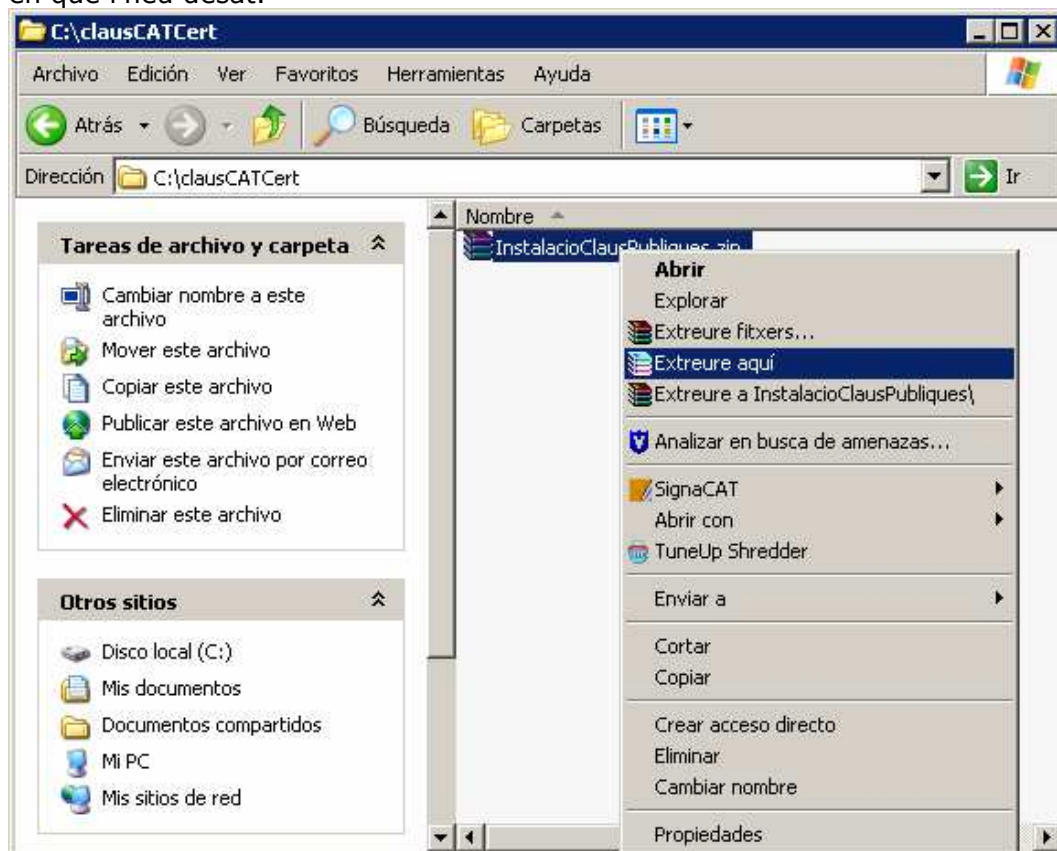 en què l'heu desat.
C:\clausCATCert
Archivo Edición Ver Favoritos Herramientas Ayuda
Atrás Búsqueda Carpetas
Dirección C:\clausCATCert Ir
Tareas de archivo y carpeta
Cambiar nombre a este
archivo
Mover este archivo
Copiar este archivo
Publicar este archivo en Web
Enviar este archivo por correo
electrónico
Eliminar este archivo
Otros sitios
Disco local (C:)
Mis documentos
Documentos compartidos
Mi PC
Mis sitios de red
Nombre
InstalacioClausPubliques.zip
Abrir
Explorar
Extreure fitxers...
Extreure aquí
Extreure a InstalacioClausPubliques\
Analizar en busca de amenazas...
SignaCAT
Abrir con
TuneUp Shredder
Enviar a
Cortar
Copiar
Crear acceso directo
Eliminar
Cambiar nombre
Propiedades